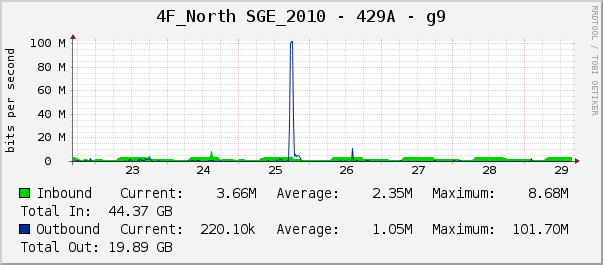 4F_North SGE_2010 - 429A - g9
RRDTOOL / TOBI OETIKER
bits per second
100 M
80 M
60 M
40 M
20 M
0
23 24 25 26 27 28 29
Inbound Current: 3.66M Average: 2.35M Maximum: 8.68M
Total In: 44.37 GB
Outbound Current: 220.10k Average: 1.05M Maximum: 101.70M
Total Out: 19.89 GB